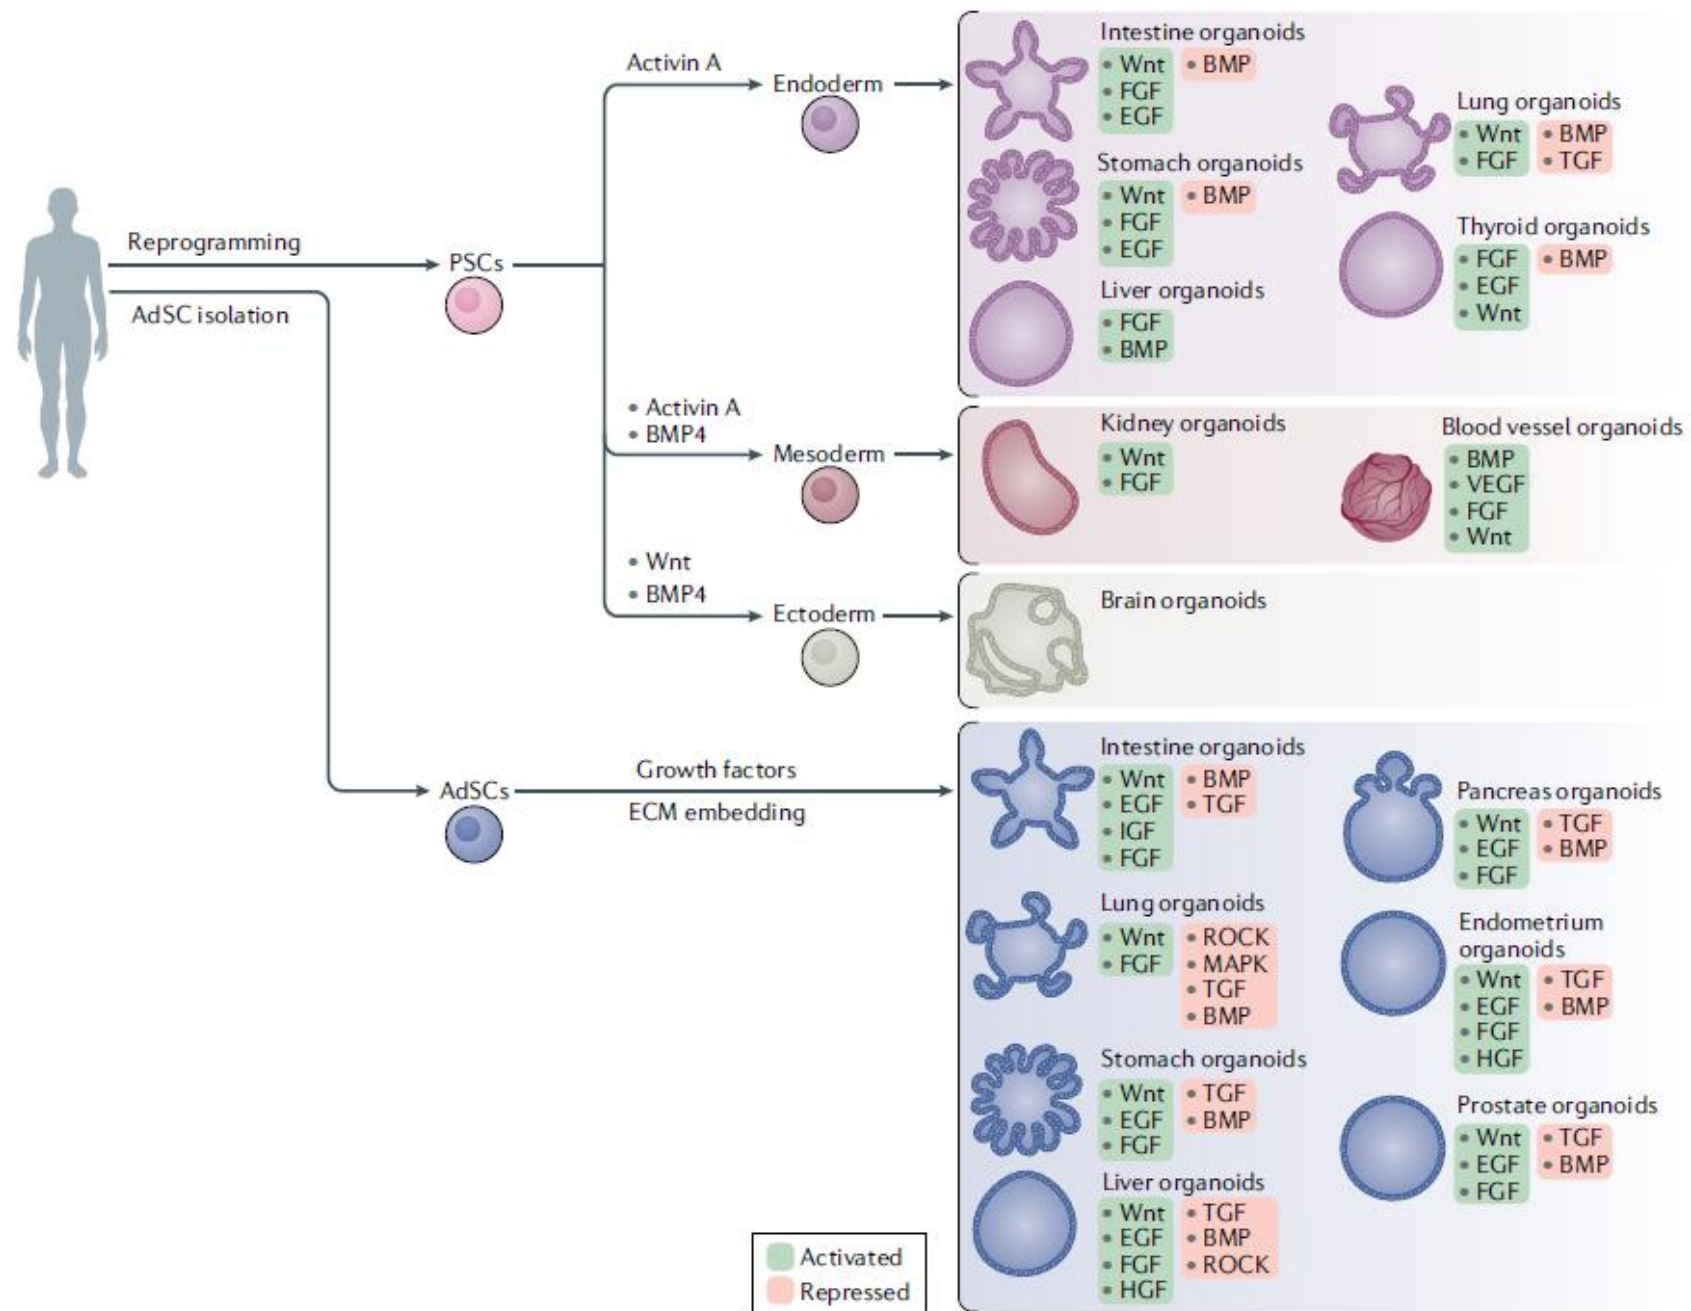 Reprogramming
AdSC isolation
PSCs
Activin A
Endoderm
• Activin A
• BMP4
Mesoderm
• Wnt
• BMP4
Ectoderm
AdSCs
Growth factors
ECM embedding
Intestine organoids
• Wnt
• FGF
• EGF
• BMP
Stomach organoids
• Wnt
• FGF
• EGF
• BMP
Liver organoids
• FGF
• BMP
Lung organoids
• Wnt
• FGF
• BMP
• TGF
Thyroid organoids
• FGF
• EGF
• Wnt
• BMP
Kidney organoids
• Wnt
• FGF
Blood vessel organoids
• BMP
• VEGF
• FGF
• Wnt
Brain organoids
Intestine organoids
• Wnt
• EGF
• IGF
• FGF
• BMP
• TGF
Lung organoids
• Wnt
• FGF
• ROCK
• MAPK
• TGF
• BMP
Stomach organoids
• Wnt
• EGF
• FGF
• TGF
• BMP
Liver organoids
• Wnt
• EGF
• FGF
• HGF
• TGF
• BMP
• ROCK
Pancreas organoids
• Wnt
• EGF
• FGF
• TGF
• BMP
Endometrium
organoids
• Wnt
• EGF
• FGF
• HGF
• TGF
• BMP
Prostate organoids
• Wnt
• EGF
• FGF
• TGF
• BMP
Activated
Repressed